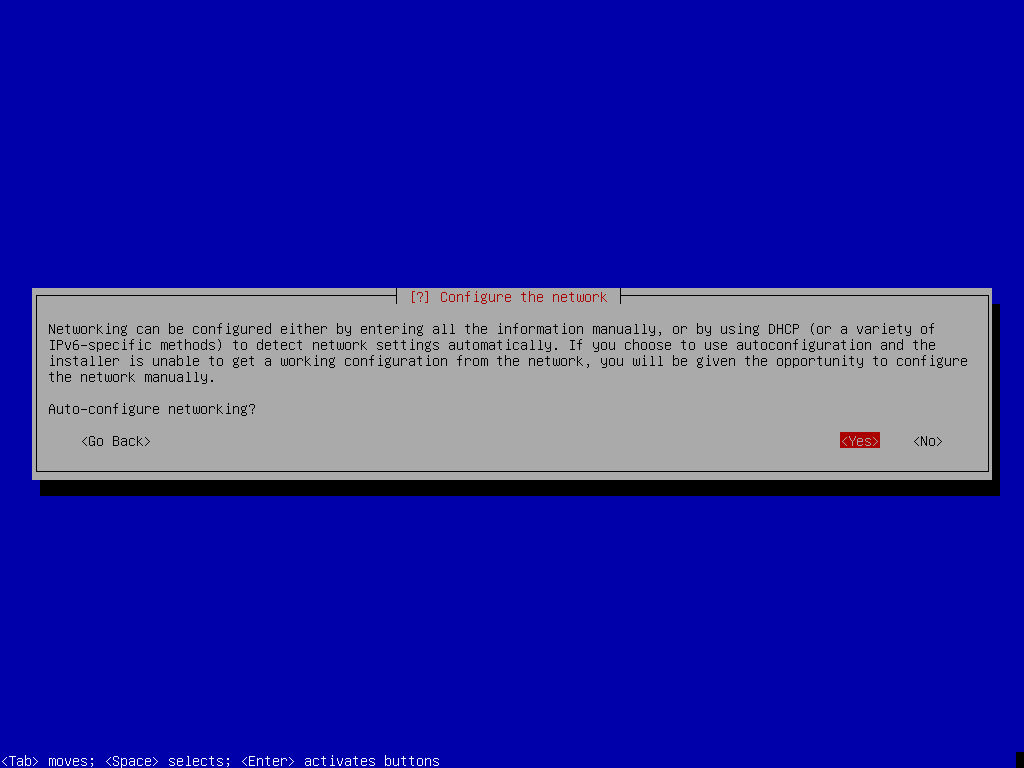 [?] Configure the network
Networking can be configured either by entering all the information manually, or by using DHCP (or a variety of
IPv6-specific methods) to detect network settings automatically. If you choose to use autoconfiguration and the
installer is unable to get a working configuration from the network, you will be given the opportunity to configure
the network manually.
Auto-configure networking?
<Go Back> <Yes> <No>
<Tab> moves; <Space> selects; <Enter> activates buttons